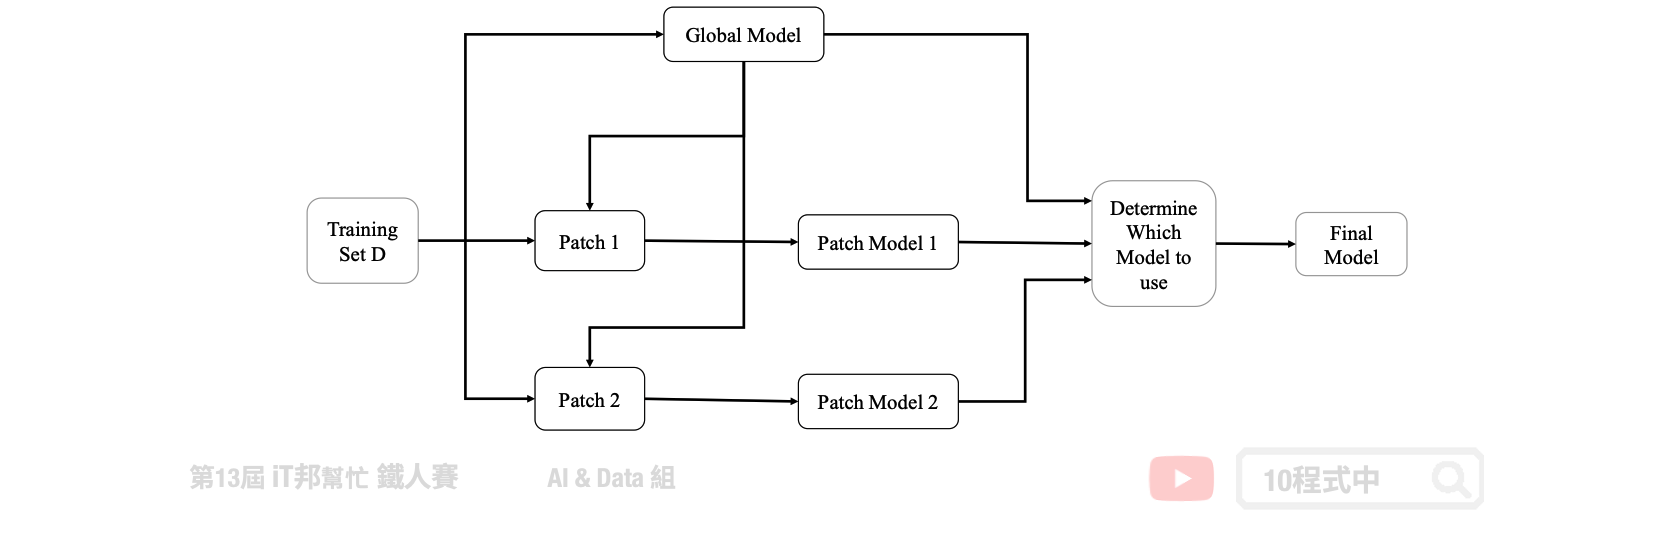 Global Model
Training
Set D
Patch 1
Patch Model 1
Determine
Which
Model to
use
Final
Model
Patch 2
Patch Model 2
第13屆 iT邦幫忙 鐵人賽
AI & Data 組
10程式中